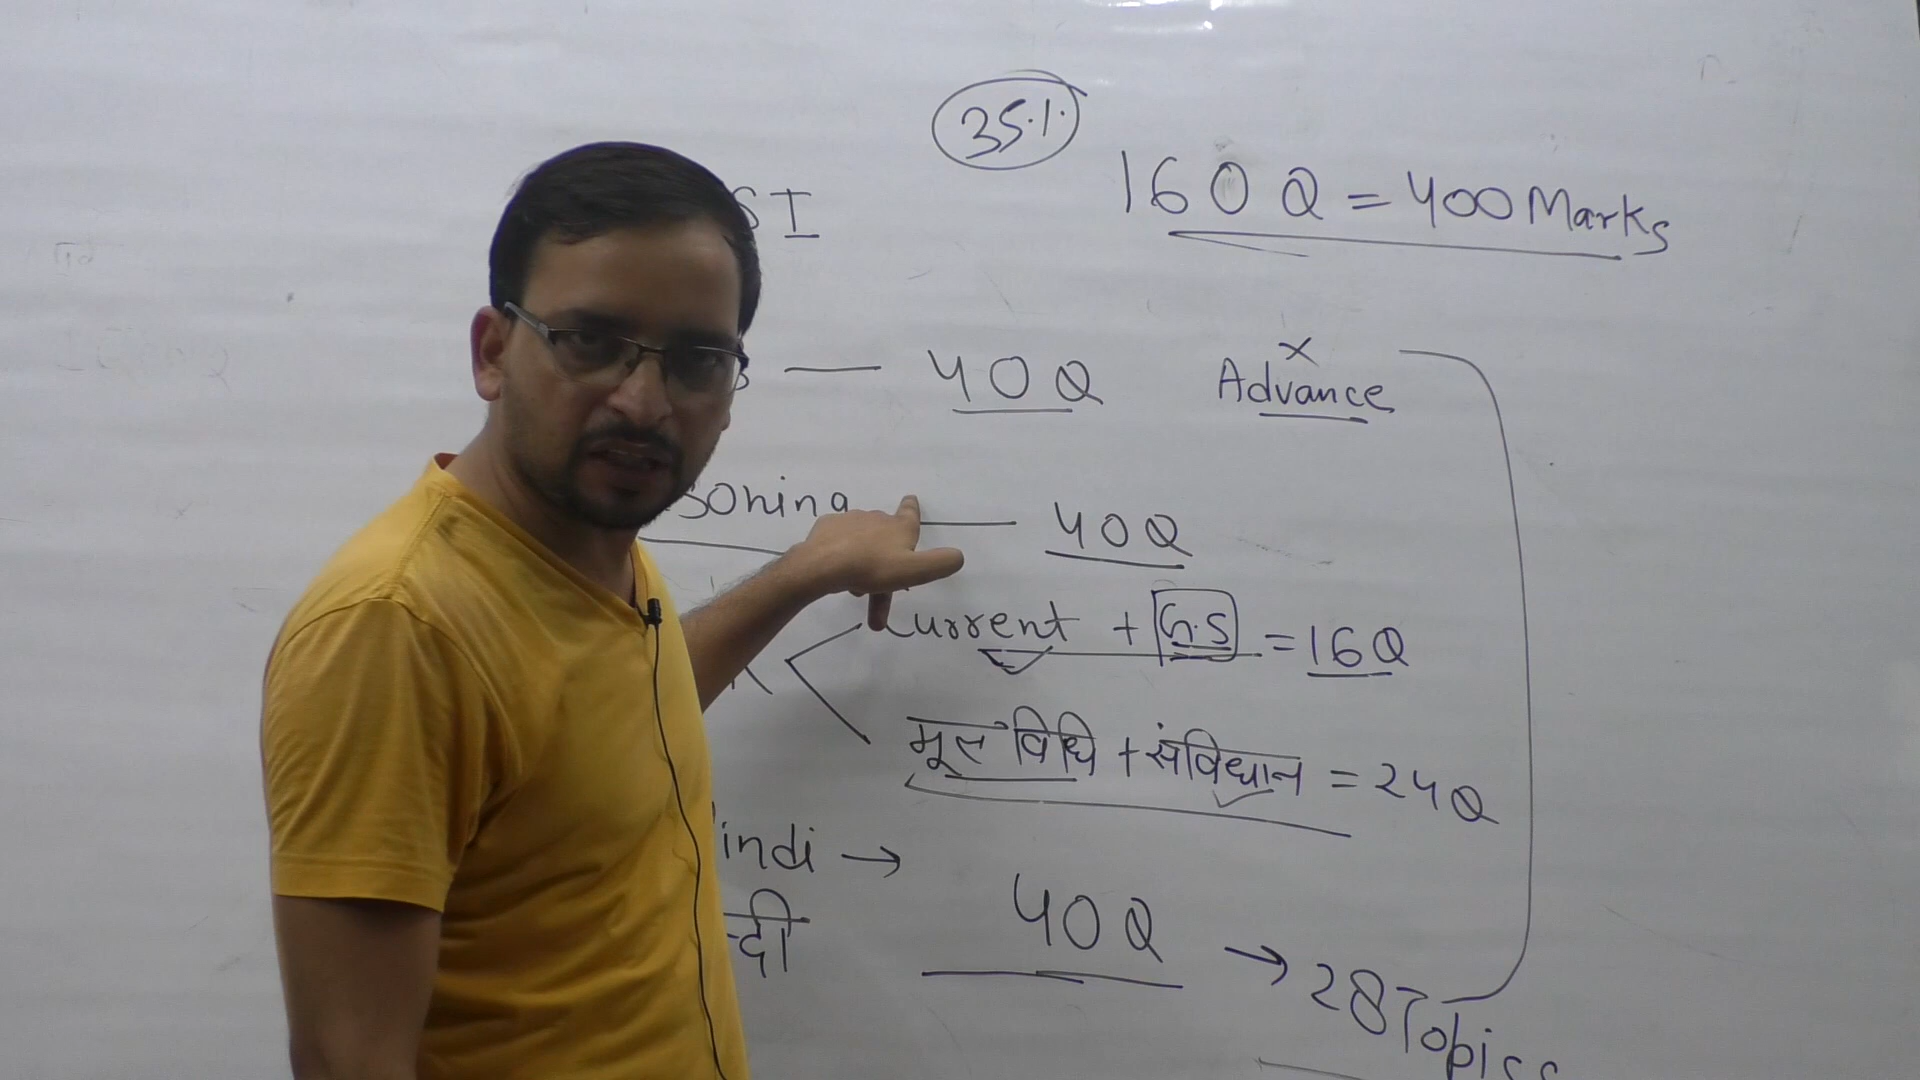 35%
160 Q = 400 Marks
SI
40 Q
x
Advance
soning 40 Q
Current + G.S = 16 Q
मूल विधि + संविधान = 24 Q
indi →
न्दी
40 Q → 28 Topics